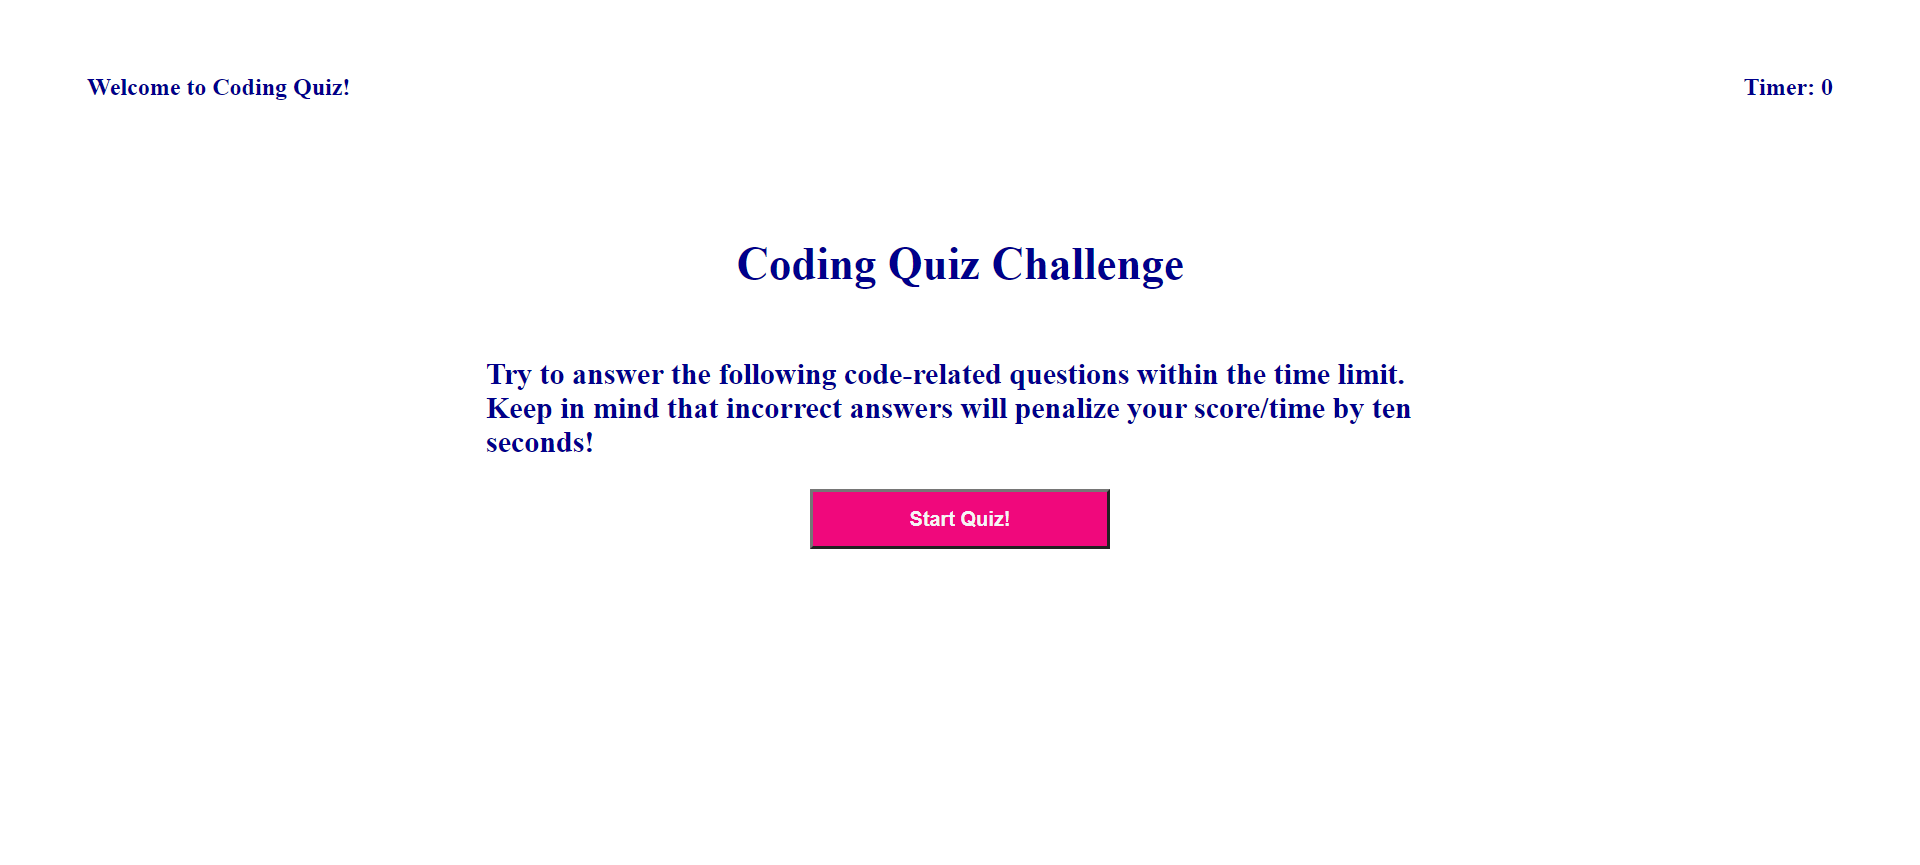 Welcome to Coding Quiz!
Timer: 0
Coding Quiz Challenge
Try to answer the following code-related questions within the time limit.
Keep in mind that incorrect answers will penalize your score/time by ten
seconds!
Start Quiz!